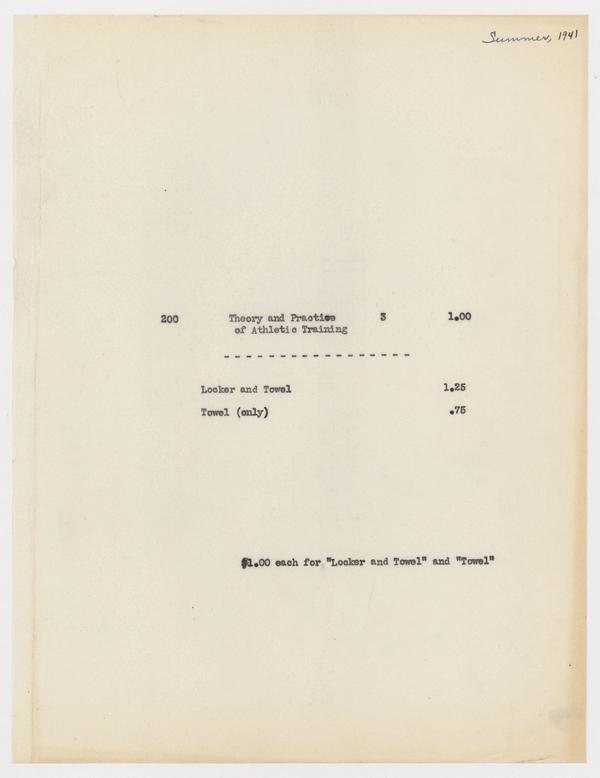 Summer, 1941
200 Theory and Practice 3 1.00
of Athletic Training
- - - - - - - - - - - - - - - - -
Locker and Towel 1.25
Towel (only) .75
$1.00 each for "Locker and Towel" and "Towel"